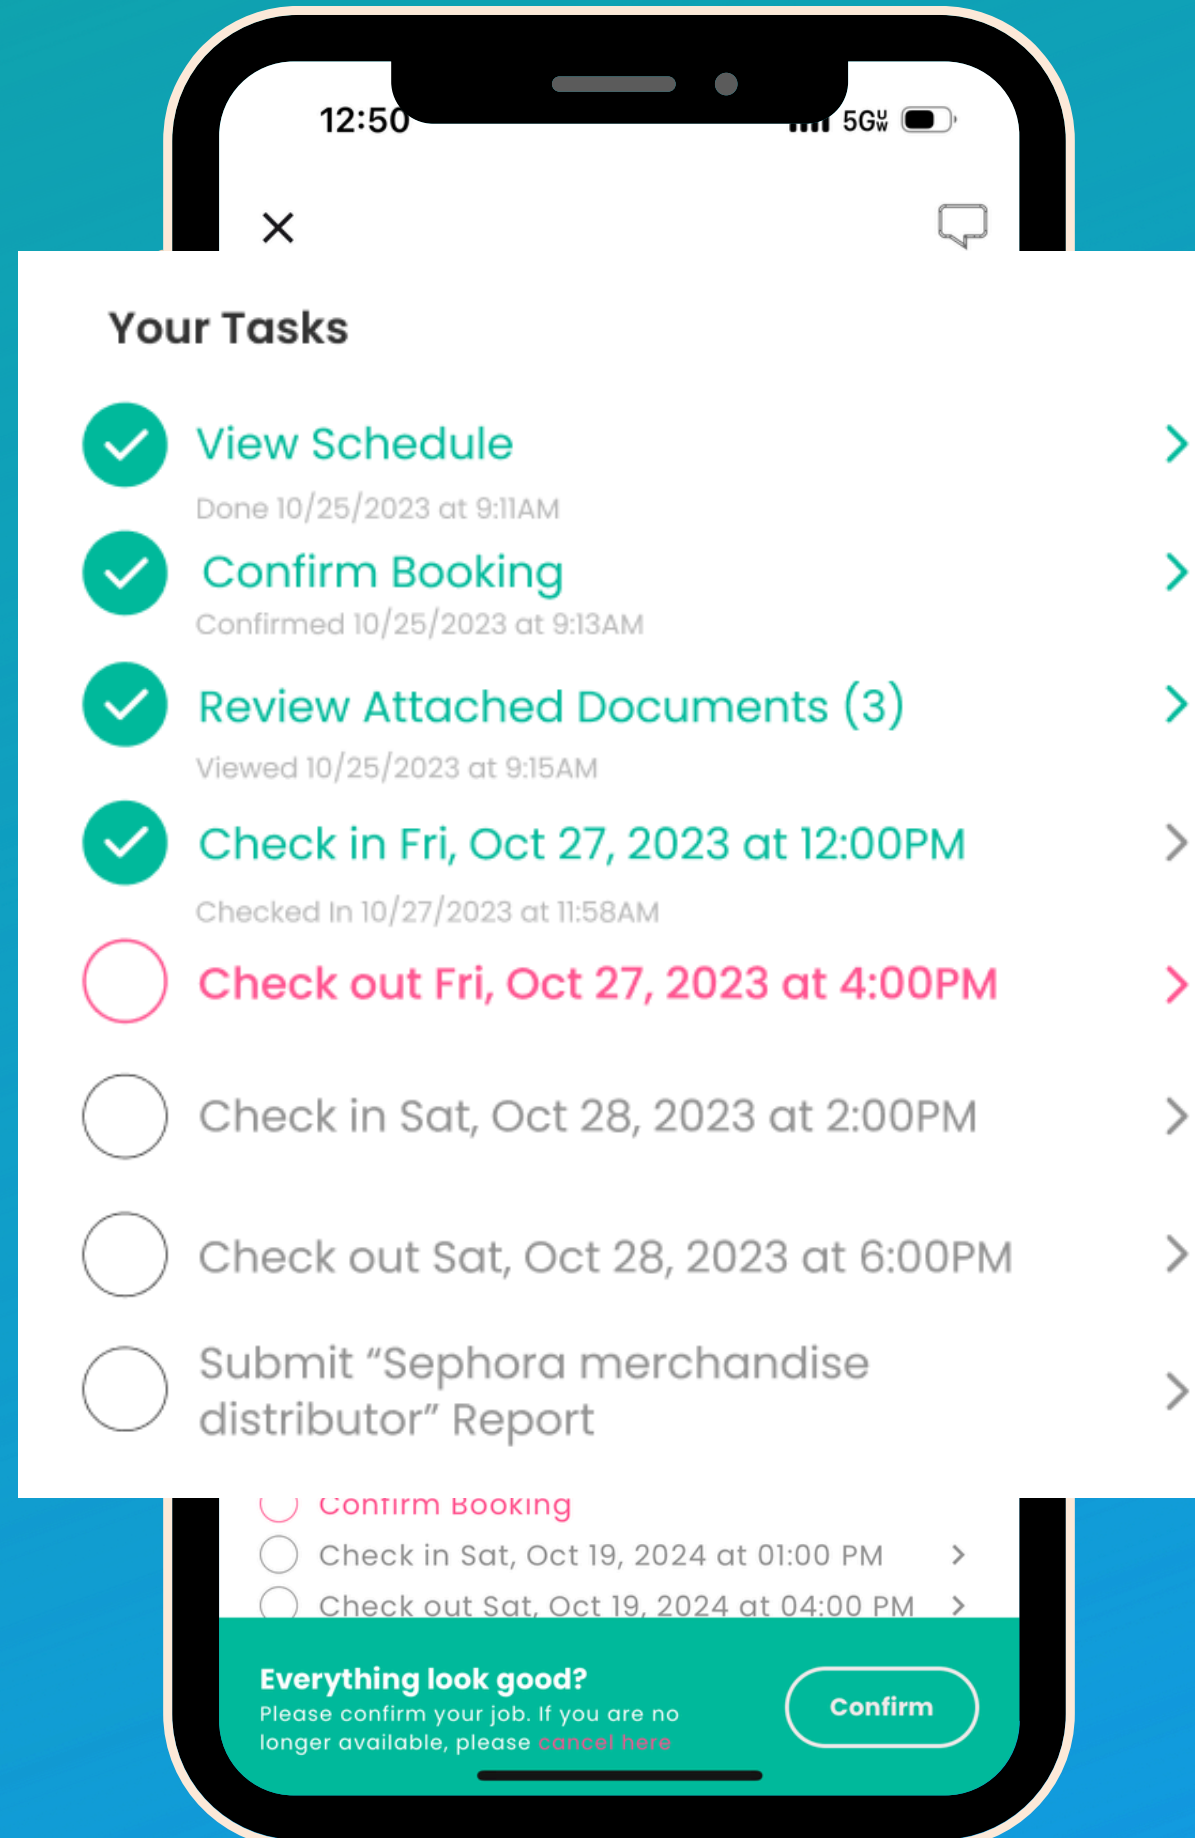 12:50
5GUW
Your Tasks
View Schedule
Done 10/25/2023 at 9:11AM
Confirm Booking
Confirmed 10/25/2023 at 9:13AM
Review Attached Documents (3)
Viewed 10/25/2023 at 9:15AM
Check in Fri, Oct 27, 2023 at 12:00PM
Checked In 10/27/2023 at 11:58AM
Check out Fri, Oct 27, 2023 at 4:00PM
Check in Sat, Oct 28, 2023 at 2:00PM
Check out Sat, Oct 28, 2023 at 6:00PM
Submit “Sephora merchandise
distributor” Report
Confirm Booking
Check in Sat, Oct 19, 2024 at 01:00 PM
Check out Sat, Oct 19, 2024 at 04:00 PM
Everything look good?
Please confirm your job. If you are no
longer available, please cancel here
Confirm